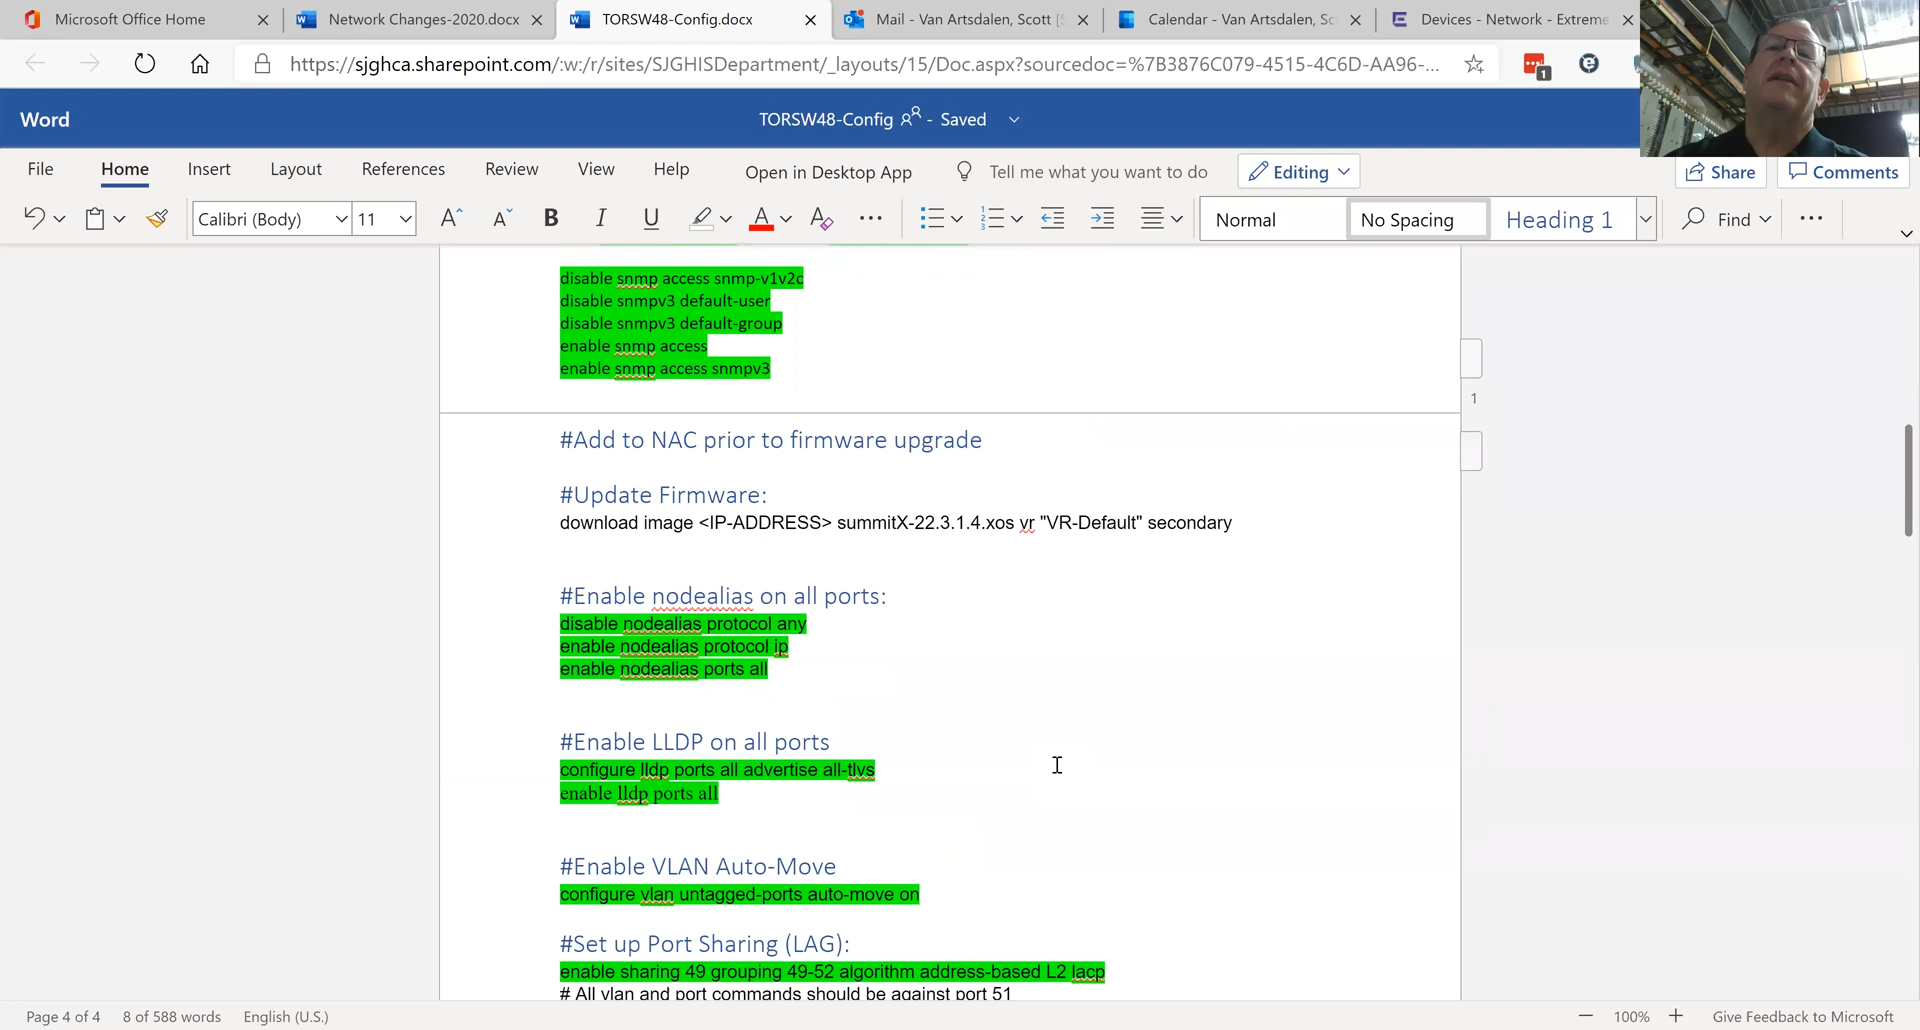 Microsoft Office Home
Network Changes-2020.docx
TORSW48-Config.docx
Mail - Van Artsdalen, Scott [S
Calendar - Van Artsdalen, Sc
Devices - Network - Extreme
https://sjghca.sharepoint.com/:w:/r/sites/SJGHISDepartment/_layouts/15/Doc.aspx?sourcedoc=%7B3876C079-4515-4C6D-AA96-...
1
Word
TORSW48-Config - Saved
File Home Insert Layout References Review View Help Open in Desktop App Tell me what you want to do Editing Share Comments
Calibri (Body) 11 A A B I U A A Normal No Spacing Heading 1 Find
disable snmp access snmp-v1v2c
disable snmpv3 default-user
disable snmpv3 default-group
enable snmp access
enable snmp access snmpv3
1
#Add to NAC prior to firmware upgrade
#Update Firmware:
download image <IP-ADDRESS> summitX-22.3.1.4.xos vr "VR-Default" secondary
#Enable nodealias on all ports:
disable nodealias protocol any
enable nodealias protocol ip
enable nodealias ports all
#Enable LLDP on all ports
configure lldp ports all advertise all-tlvs
enable lldp ports all
#Enable VLAN Auto-Move
configure vlan untagged-ports auto-move on
#Set up Port Sharing (LAG):
enable sharing 49 grouping 49-52 algorithm address-based L2 lacp
# All vlan and port commands should be against port 51
Page 4 of 4 8 of 588 words English (U.S.) 100% Give Feedback to Microsoft